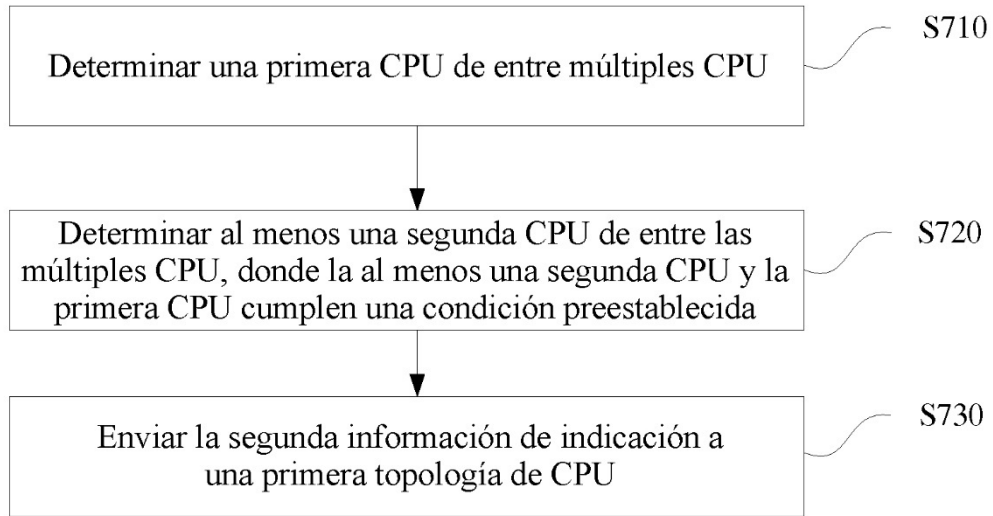 Determinar una primera CPU de entre múltiples CPU
S710
Determinar al menos una segunda CPU de entre las
múltiples CPU, donde la al menos una segunda CPU y la
primera CPU cumplen una condición preestablecida
S720
Enviar la segunda información de indicación a
una primera topología de CPU
S730